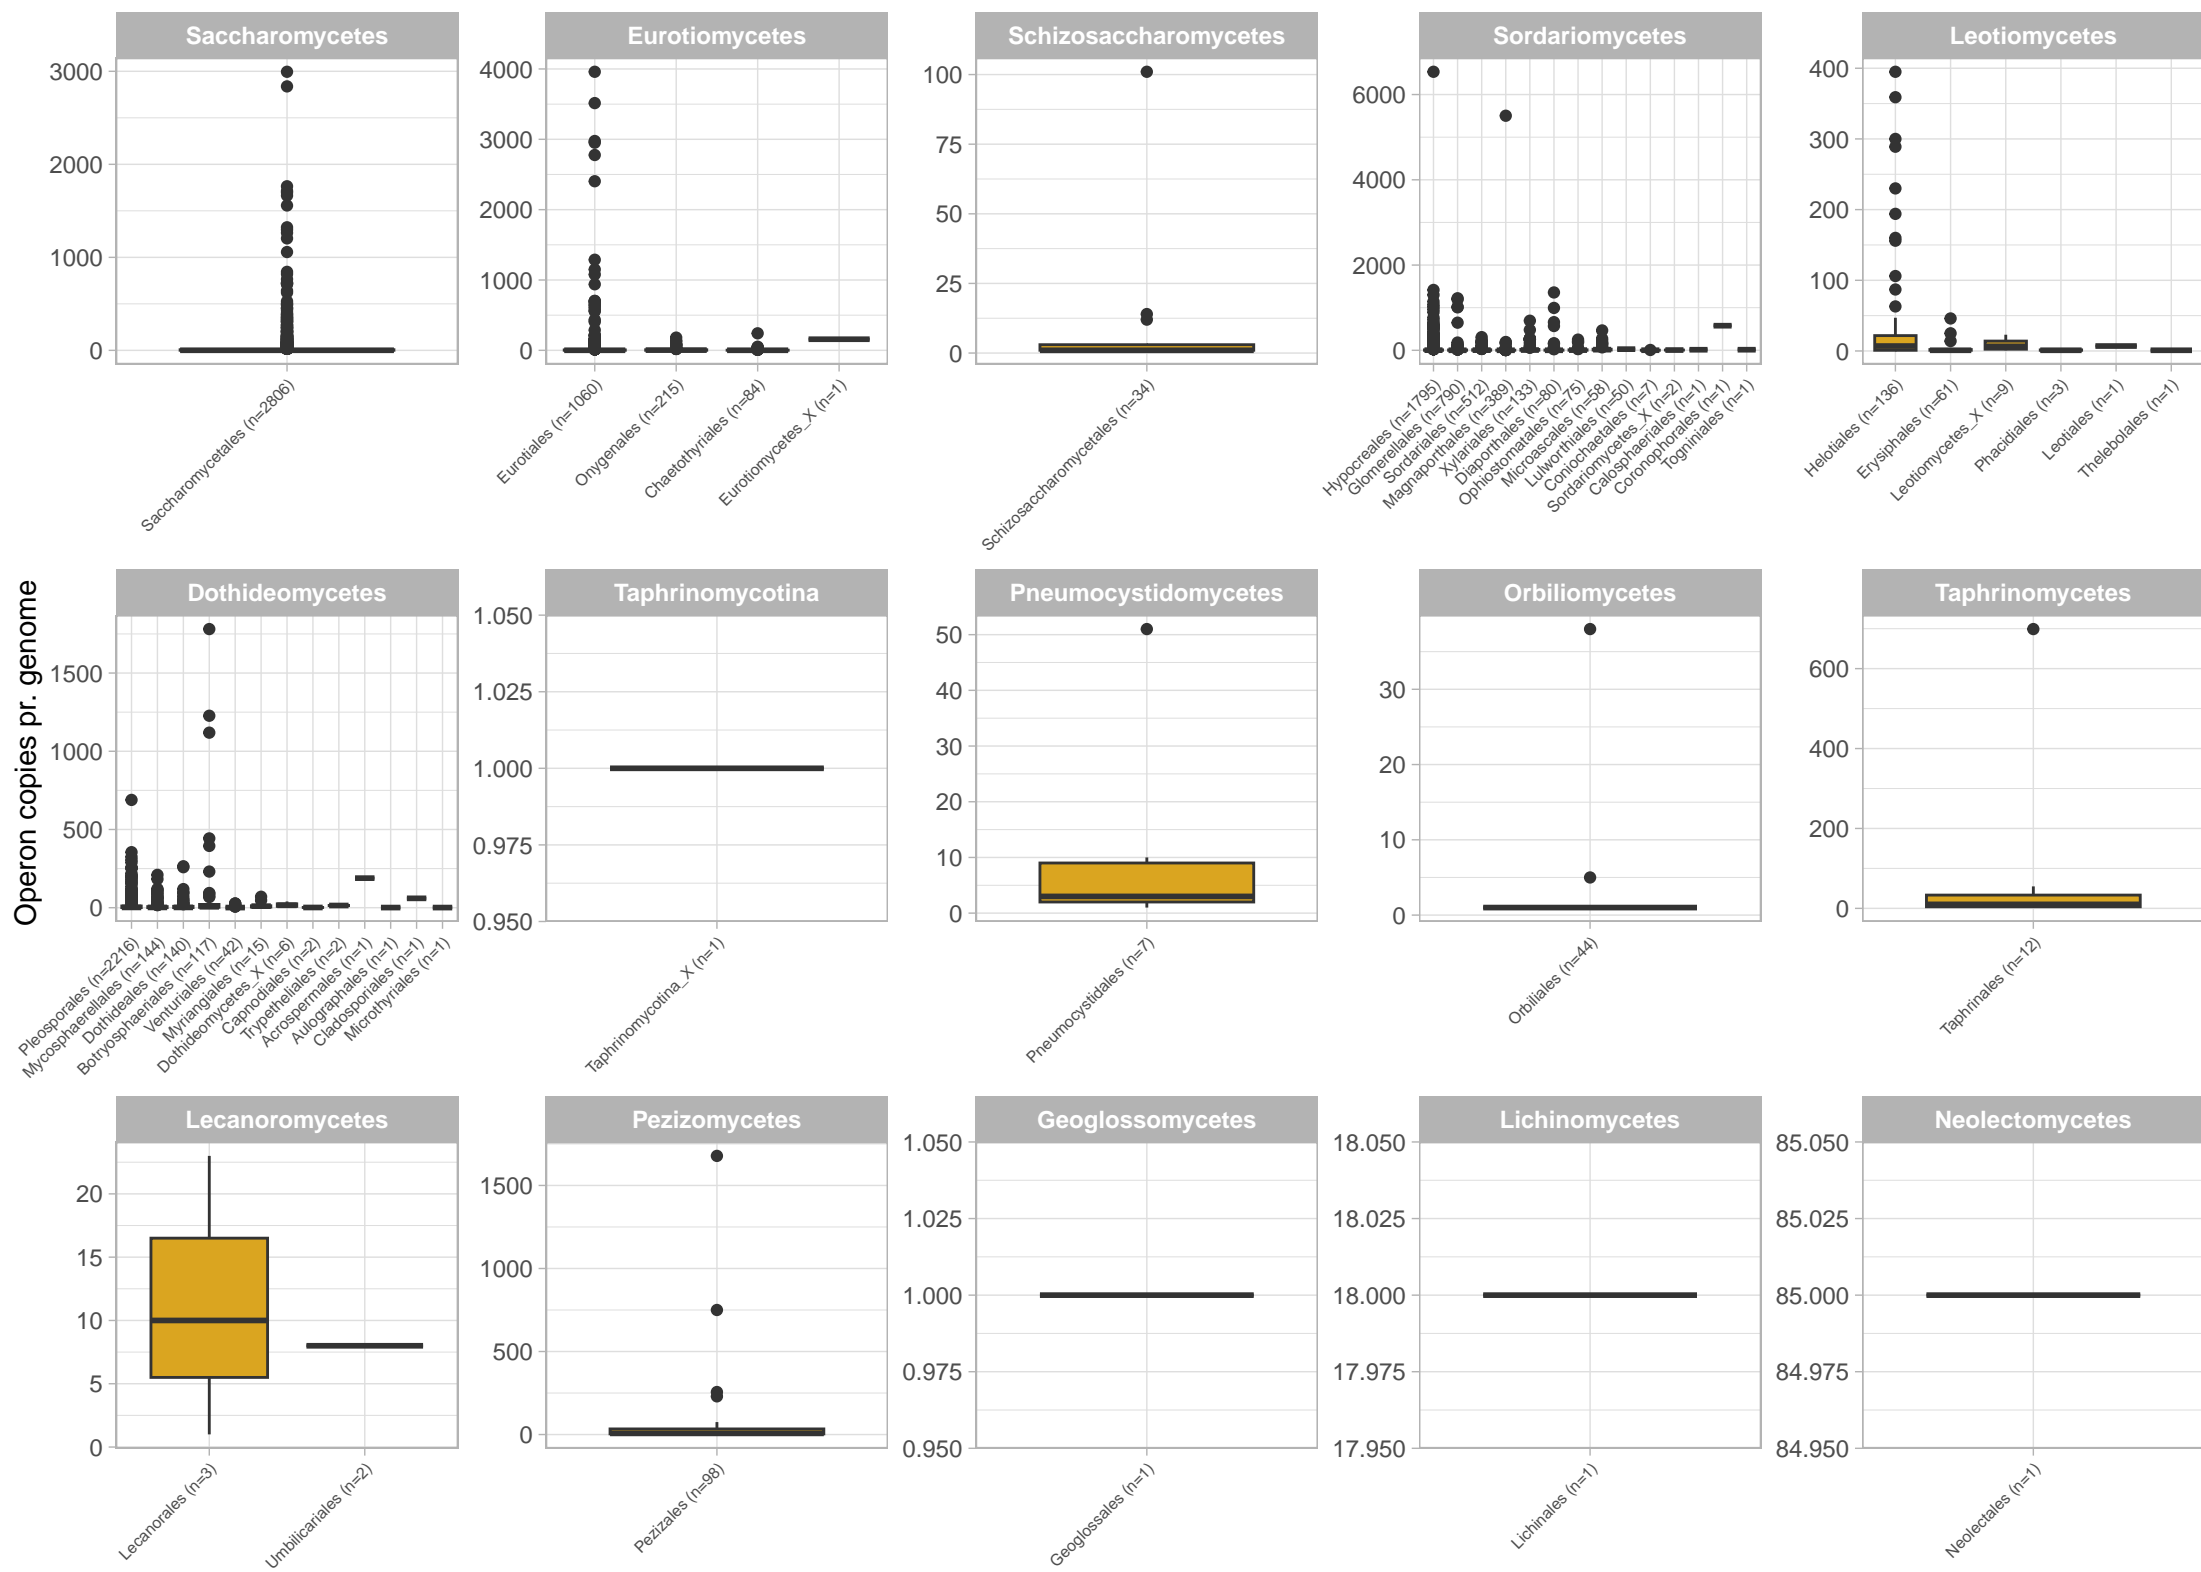 Saccharomycetes
3000
2000
1000
0
Saccharomycetales (n=2806)
Eurotiomycetes
4000
3000
2000
1000
0
Eurotiales (n=1060)
Onygenales (n=215)
Chaetothyriales (n=84)
Eurotiomycetes_X (n=1)
Schizosaccharomycetes
100
75
50
25
0
Schizosaccharomycetales (n=34)
Sordariomycetes
6000
4000
2000
0
Hypocreales (n=1795)
Glomerellales (n=790)
Sordariales (n=512)
Magnaporthales (n=389)
Xylariales (n=133)
Diaporthales (n=80)
Ophiostomatales (n=75)
Microascales (n=58)
Lulworthiales (n=50)
Coniochaetales (n=7)
Sordariomycetes_X (n=2)
Calosphaeriales (n=1)
Coronophorales (n=1)
Togniniales (n=1)
Leotiomycetes
400
300
200
100
0
Helotiales (n=136)
Erysiphales (n=61)
Leotiomycetes_X (n=9)
Phacidiales (n=3)
Leotiales (n=1)
Thelebolales (n=1)
Operon copies pr. genome
Dothideomycetes
1500
1000
500
0
Pleosporales (n=2216)
Mycosphaerellales (n=144)
Dothideales (n=140)
Botryosphaeriales (n=117)
Venturiales (n=42)
Myriangiales (n=15)
Dothideomycetes_X (n=6)
Capnodiales (n=2)
Trypetheliales (n=2)
Acrospermales (n=1)
Aulographales (n=1)
Cladosporiales (n=1)
Microthyriales (n=1)
Taphrinomycotina
1.050
1.025
1.000
0.975
0.950
Taphrinomycotina_X (n=1)
Pneumocystidomycetes
50
40
30
20
10
0
Pneumocystidales (n=7)
Orbiliomycetes
30
20
10
0
Orbiliales (n=44)
Taphrinomycetes
600
400
200
0
Taphrinales (n=12)
Lecanoromycetes
20
15
10
5
0
Lecanorales (n=3)
Umbilicariales (n=2)
Pezizomycetes
1500
1000
500
0
Pezizales (n=98)
Geoglossomycetes
1.050
1.025
1.000
0.975
0.950
Geoglossales (n=1)
Lichinomycetes
18.050
18.025
18.000
17.975
17.950
Lichinales (n=1)
Neolectomycetes
85.050
85.025
85.000
84.975
84.950
Neolectales (n=1)